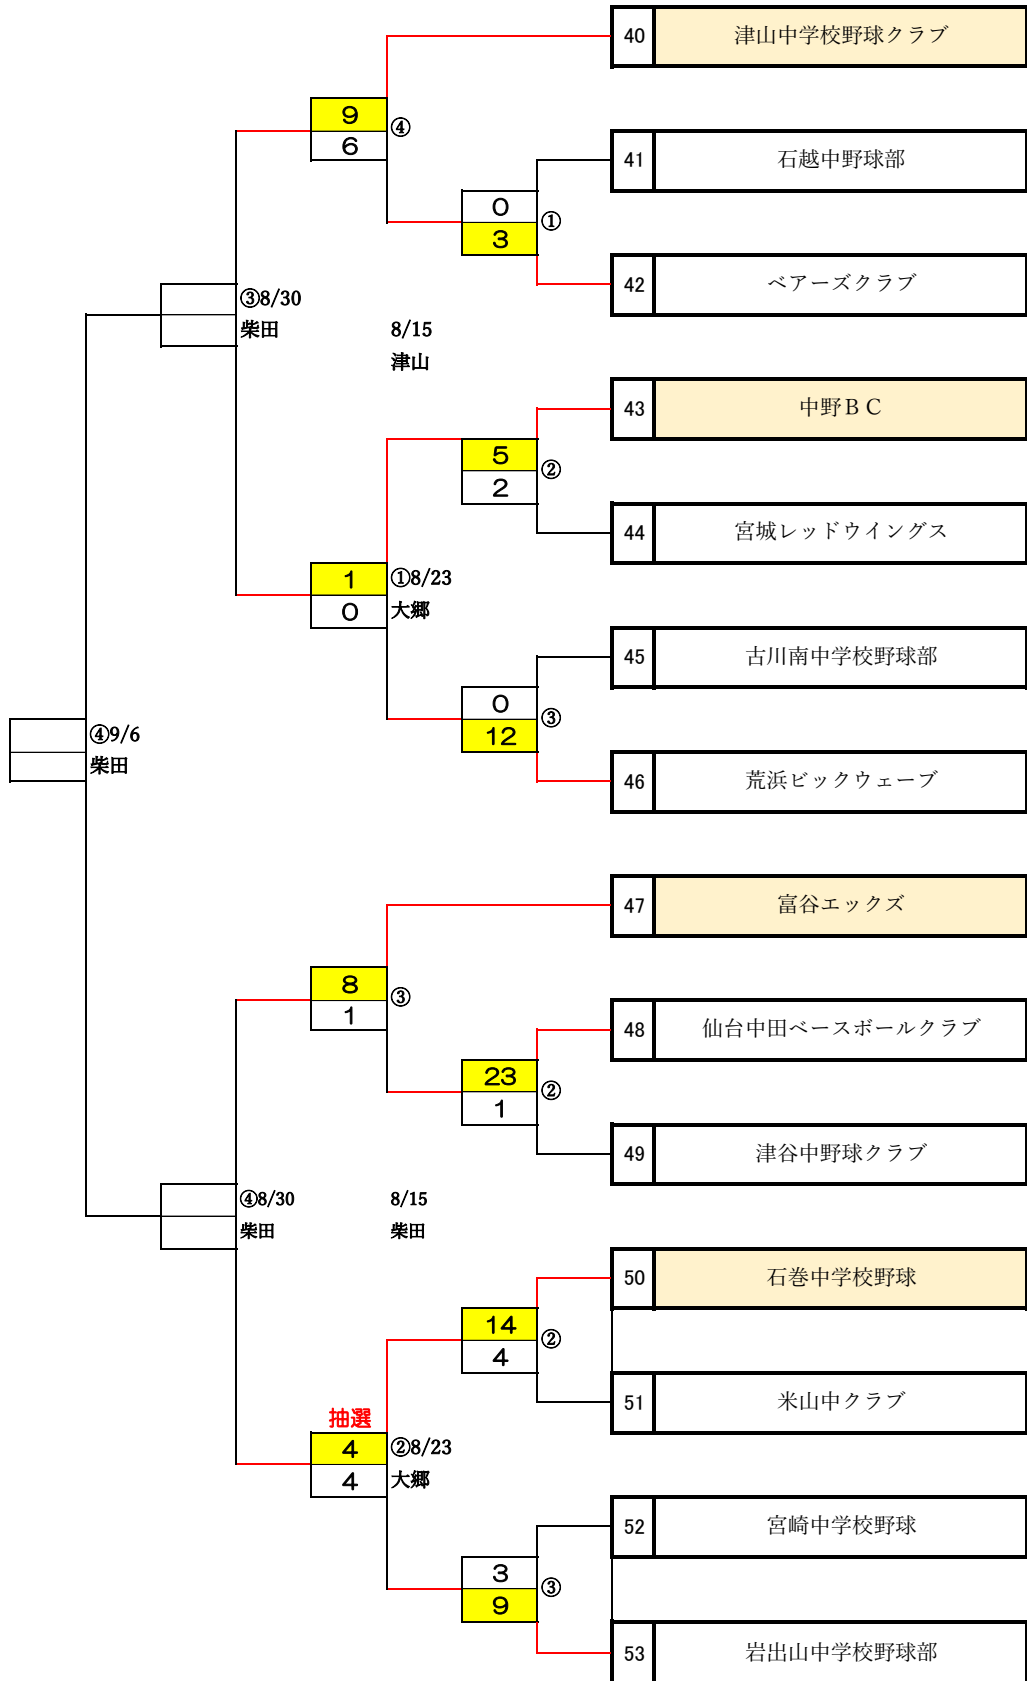 40 津山中学校野球クラブ
9
④
6
41 石越中野球部
0
①
3
42 ベアーズクラブ
③8/30
柴田
8/15
津山
43 中野ＢＣ
5
②
2
44 宮城レッドウイングス
1
①8/23
0
大郷
45 古川南中学校野球部
0
③
12
④9/6
柴田
46 荒浜ビックウェーブ
47 富谷エックズ
8
③
1
48 仙台中田ベースボールクラブ
23
②
1
49 津谷中野球クラブ
④8/30
柴田
8/15
柴田
50 石巻中学校野球
14
②
4
51 米山中クラブ
抽選
4
②8/23
4
大郷
52 宮崎中学校野球
3
③
9
53 岩出山中学校野球部